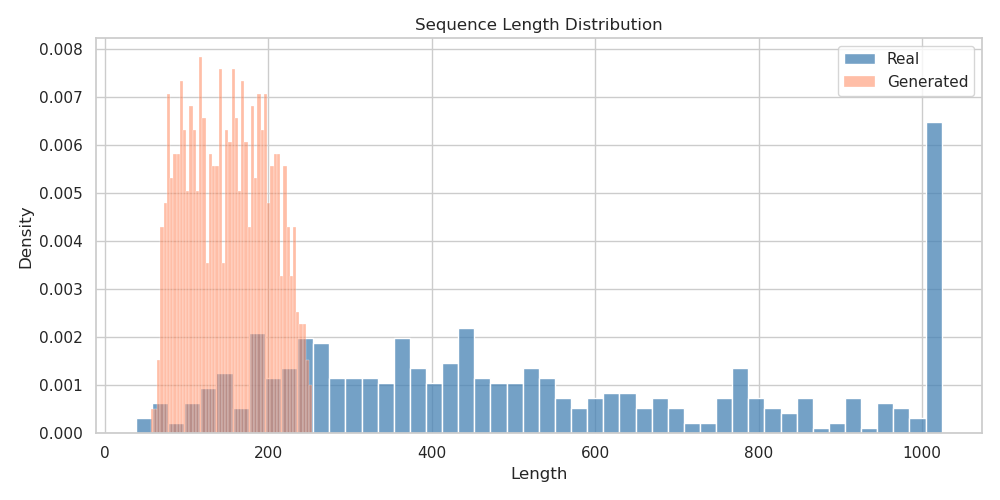 Sequence Length Distribution
Real
Generated
Density
0.008
0.007
0.006
0.005
0.004
0.003
0.002
0.001
0.000
0 200 400 600 800 1000
Length